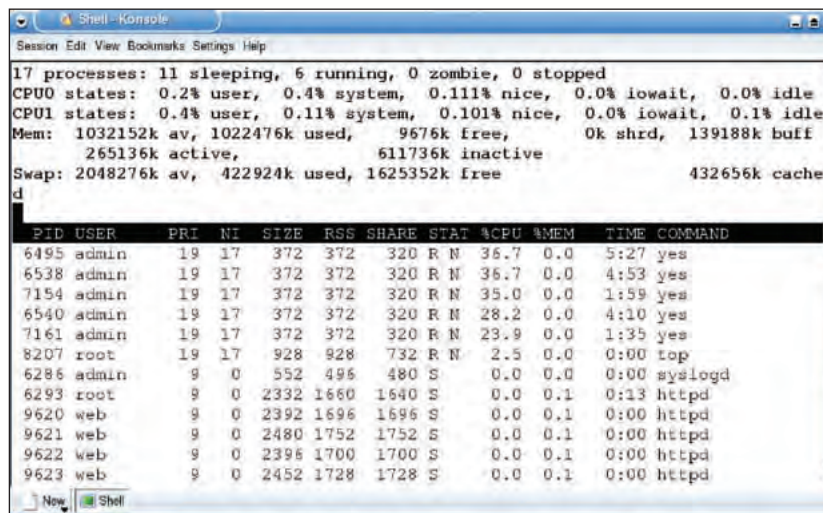 Shell - Konsole
Session Edit View Bookmarks Settings Help
17 processes: 11 sleeping, 6 running, 0 zombie, 0 stopped
CPU0 states: 0.2% user, 0.4% system, 0.111% nice, 0.0% iowait, 0.0% idle
CPU1 states: 0.4% user, 0.11% system, 0.101% nice, 0.0% iowait, 0.1% idle
Mem: 1032152k av, 1022476k used, 9676k free, 0k shrd, 139188k buff
265136k active, 611736k inactive
Swap: 2048276k av, 422924k used, 1625352k free 432656k cache
d
PID USER PRI NI SIZE RSS SHARE STAT %CPU %MEM TIME COMMAND
6495 admin 19 17 372 372 320 R N 36.7 0.0 5:27 yes
6538 admin 19 17 372 372 320 R N 36.7 0.0 4:53 yes
7154 admin 19 17 372 372 320 R N 35.0 0.0 1:59 yes
6540 admin 19 17 372 372 320 R N 28.2 0.0 4:10 yes
7161 admin 19 17 372 372 320 R N 23.9 0.0 1:35 yes
8207 root 19 17 928 928 732 R N 2.5 0.0 0:00 top
6286 admin 9 0 552 496 480 S 0.0 0.0 0:00 syslogd
6293 root 9 0 2332 1660 1640 S 0.0 0.1 0:13 httpd
9620 web 9 0 2392 1696 1696 S 0.0 0.1 0:00 httpd
9621 web 9 0 2480 1752 1752 S 0.0 0.1 0:00 httpd
9622 web 9 0 2396 1700 1700 S 0.0 0.1 0:00 httpd
9623 web 9 0 2452 1728 1728 S 0.0 0.1 0:00 httpd
New Shell